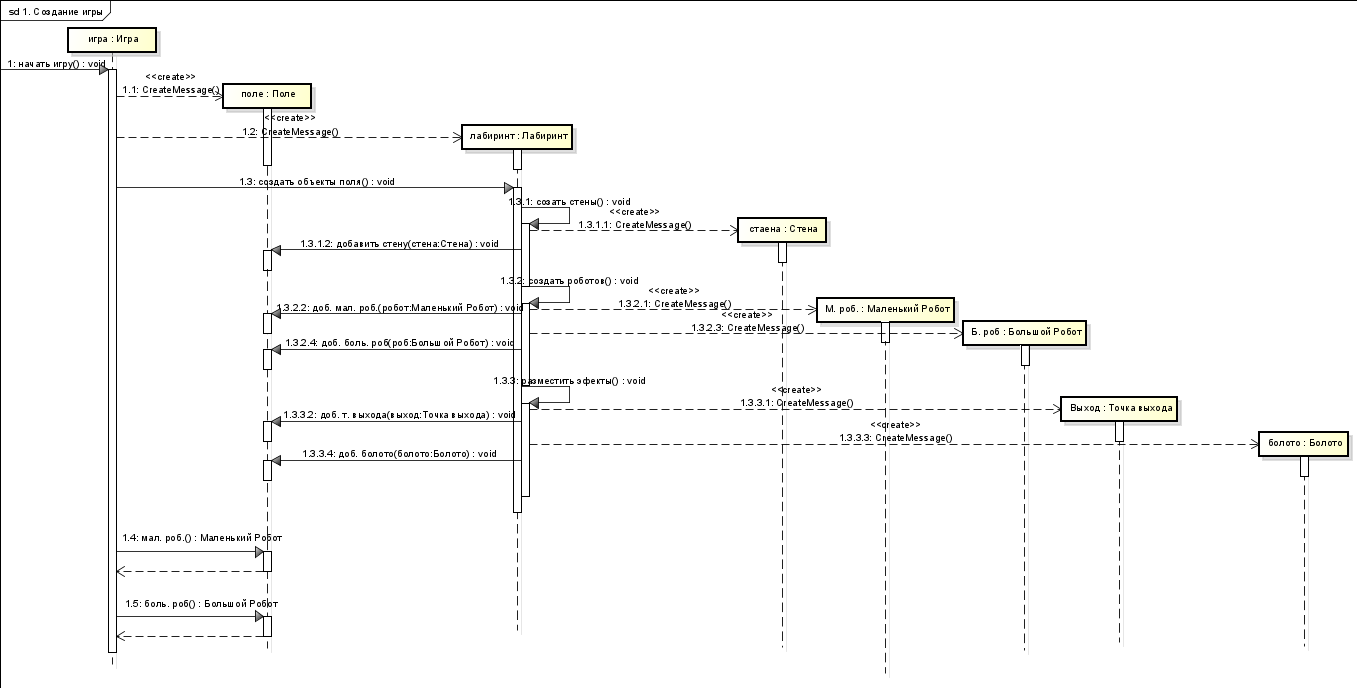 sd 1. Создание игры
игра : Игра
1: начать игру() : void
<<create>>
1.1: CreateMessage()
поле : Поле
<<create>>
1.2: CreateMessage()
лабиринт : Лабиринт
1.3: создать объекты поля() : void
1.3.1: созать стены() : void
<<create>>
1.3.1.1: CreateMessage()
стаена : Стена
1.3.1.2: добавить стену(стена:Стена) : void
1.3.2: создать роботов() : void
<<create>>
1.3.2.1: CreateMessage()
М. роб. : Маленький Робот
1.3.2.2: доб. мал. роб.(робот:Маленький Робот) : void
<<create>>
1.3.2.3: CreateMessage()
Б. роб : Большой Робот
1.3.2.4: доб. боль. роб(роб:Большой Робот) : void
1.3.3: разместить эфекты() : void
<<create>>
1.3.3.1: CreateMessage()
Выход : Точка выхода
1.3.3.2: доб. т. выхода(выход:Точка выхода) : void
<<create>>
1.3.3.3: CreateMessage()
болото : Болото
1.3.3.4: доб. болото(болото:Болото) : void
1.4: мал. роб.() : Маленький Робот
1.5: боль. роб() : Большой Робот